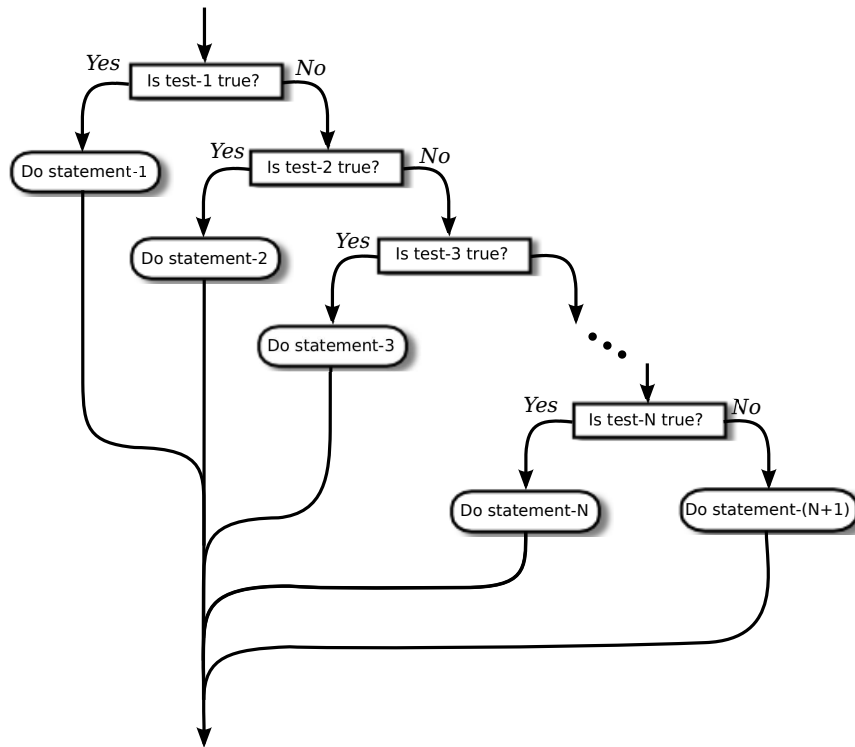 Yes
Is test-1 true?
No
Do statement-1
Yes
Is test-2 true?
No
Do statement-2
Yes
Is test-3 true?
Do statement-3
Yes
Is test-N true?
No
Do statement-N
Do statement-(N+1)